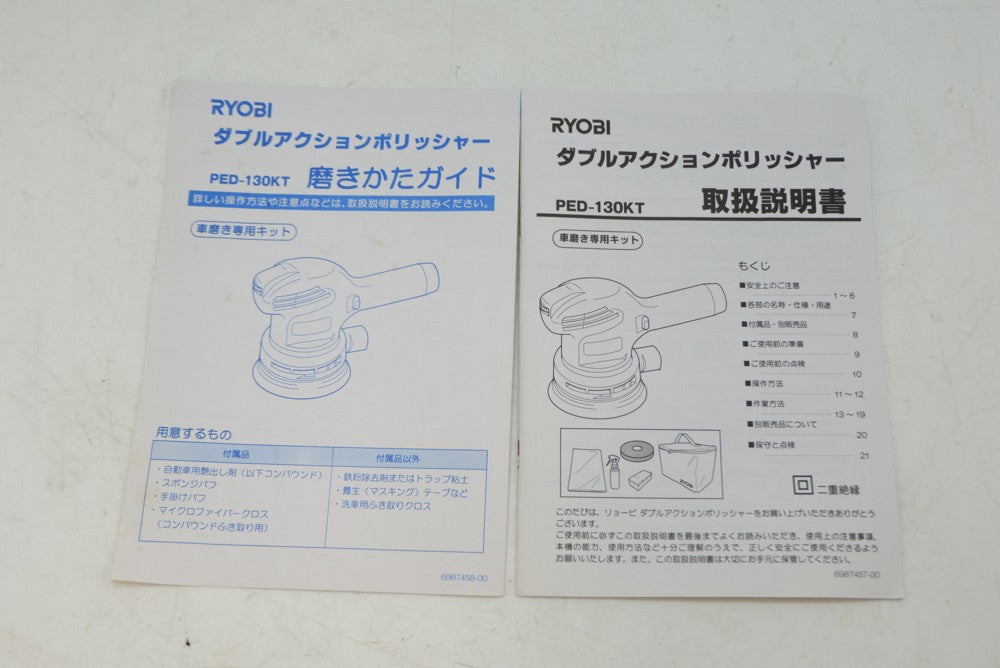 RYOBI
ダブルアクションポリッシャー
PED-130KT 磨きかたガイド
詳しい操作方法や注意点などは、取扱説明書をお読みください。
車磨き専用キット
用意するもの
付属品
・自動車用艶出し剤（以下コンパウンド）
・スポンジバフ
・手掛けバフ
・マイクロファイバークロス
（コンパウンドふき取り用）
付属品以外
・鉄粉除去剤またはトラップ粘土
・養生（マスキング）テープなど
・洗車用ふき取りクロス
6987458-00
RYOBI
ダブルアクションポリッシャー
PED-130KT 取扱説明書
車磨き専用キット
もくじ
■安全上のご注意
1～6
■各部の名称・仕様・用途
7
■付属品・別販売品
8
■ご使用前の準備
9
■ご使用前の点検
10
■操作方法
11～12
■作業方法
13～19
■別販売品について
20
■保守と点検
21
RYOBI
二重絶縁
このたびは、リョービ ダブルアクションポリッシャーをお買い上げいただきありがとう
ございます。
ご使用前に必ずこの取扱説明書を最後までよくお読みいただき、使用上の注意事項、
本機の能力、使用方法など十分ご理解のうえで、正しく安全にご使用くださるよう
お願いいたします。また、この取扱説明書は大切にお手元に保管してください。
6987457-00